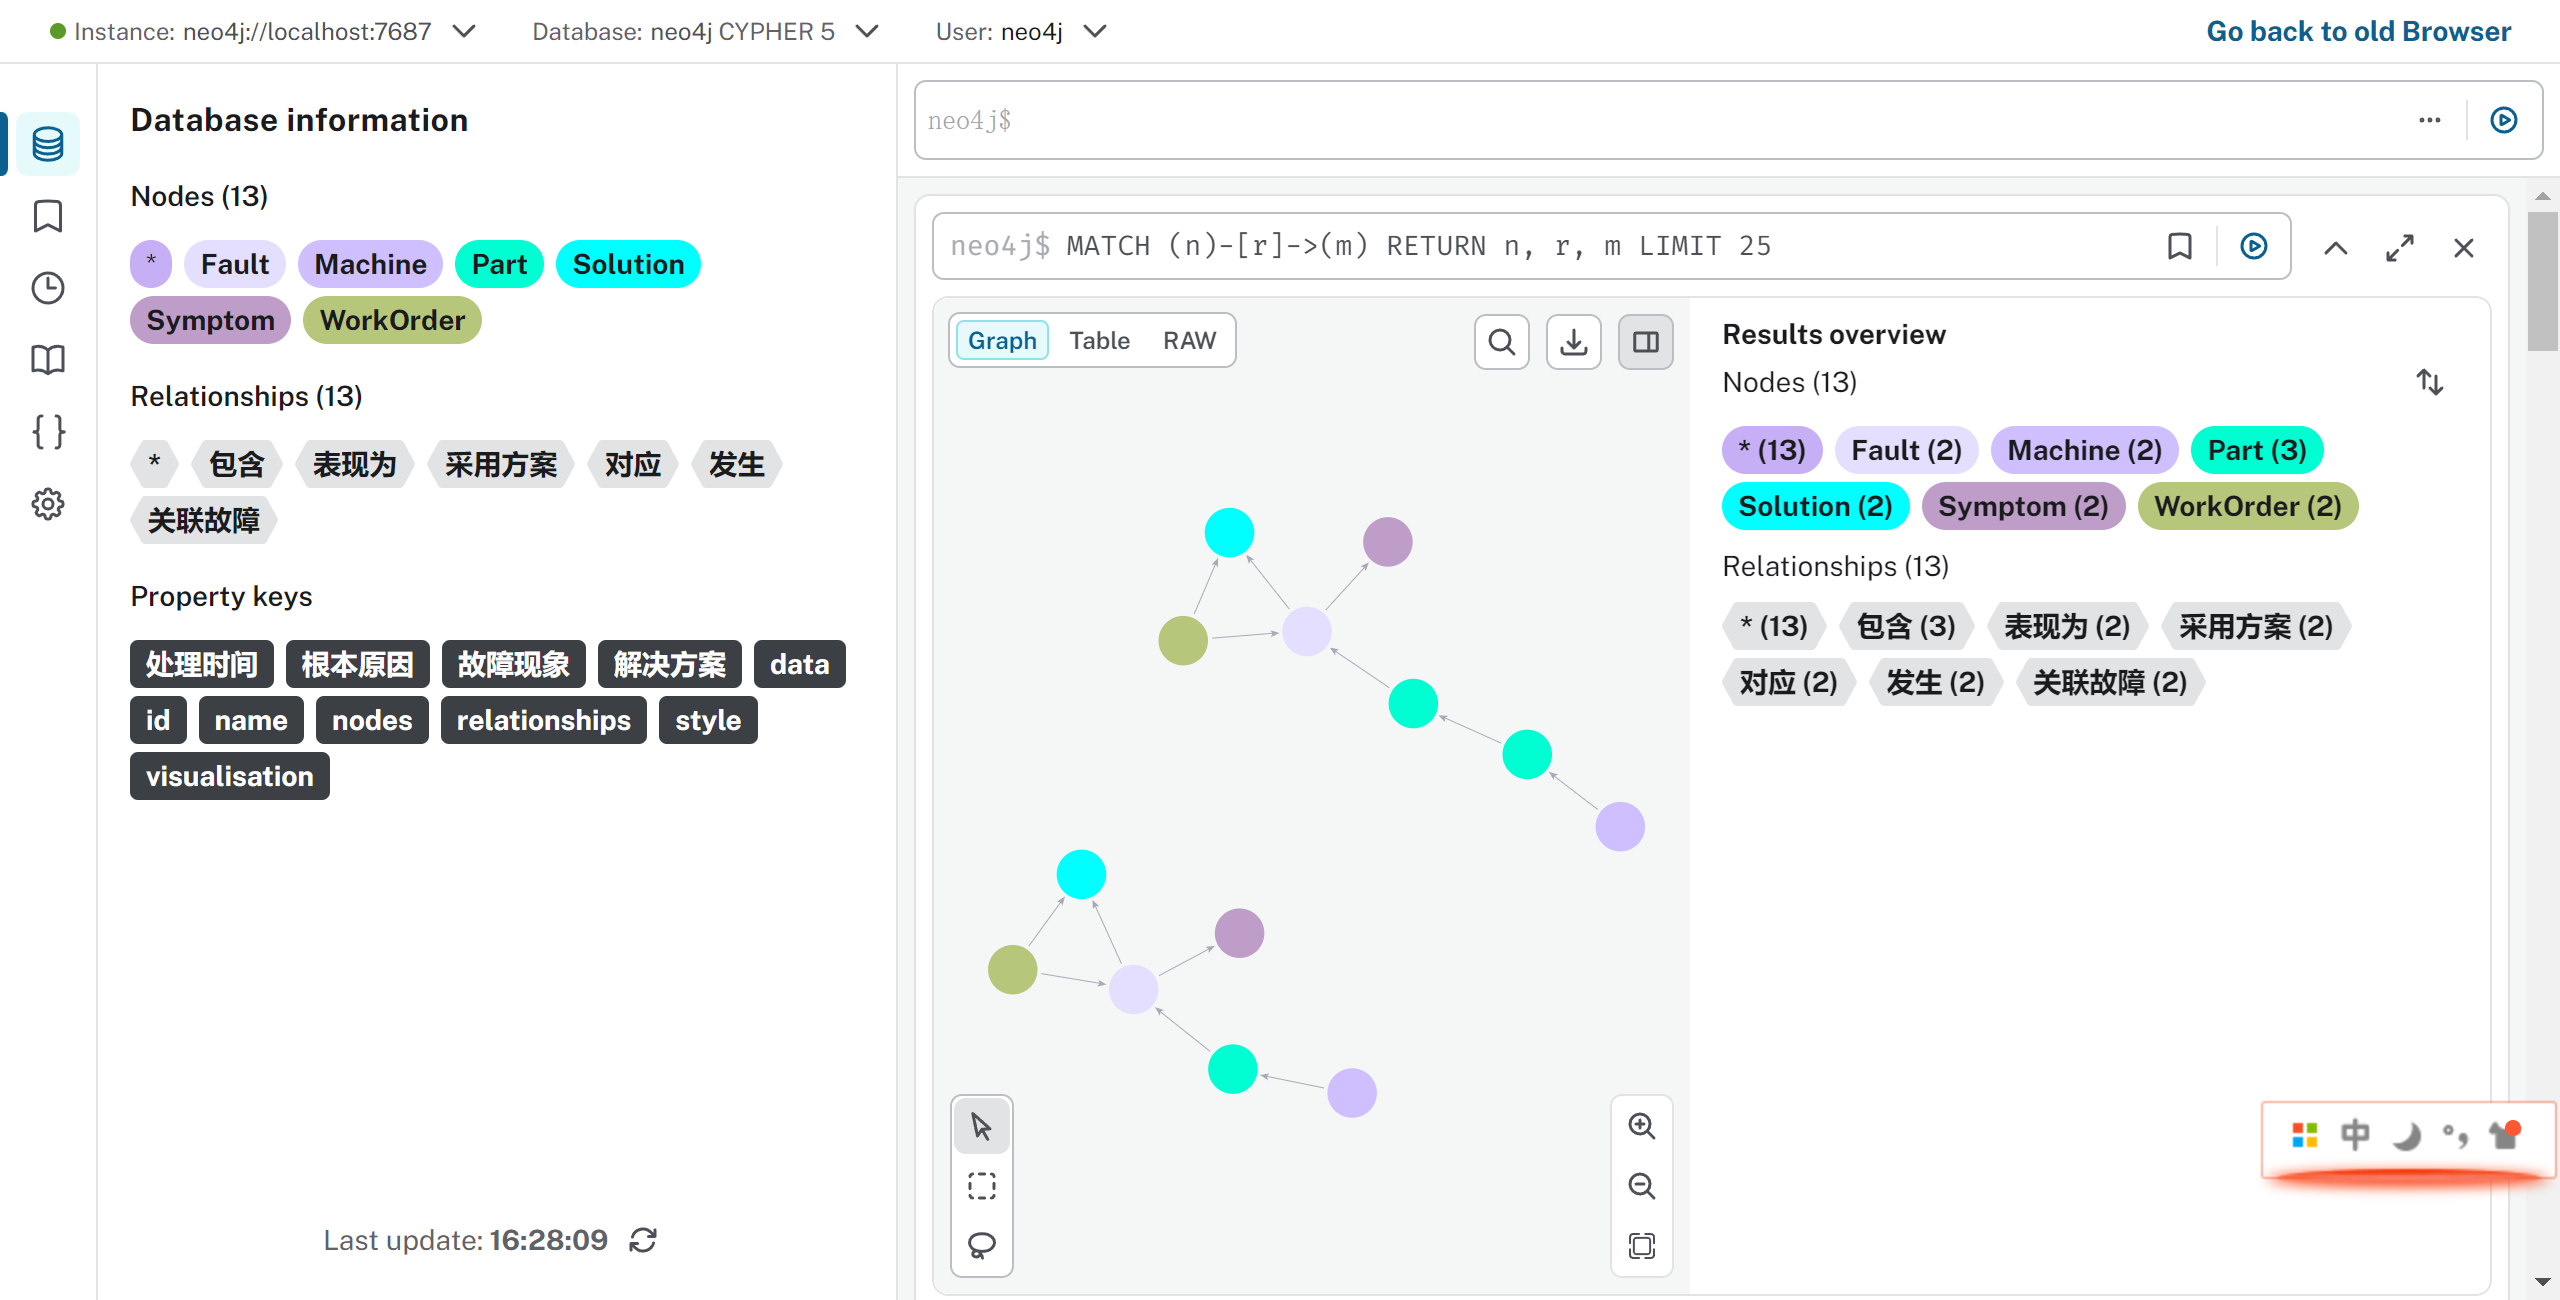 Instance: neo4j://localhost:7687 Database: neo4j CYPHER 5 User: neo4j Go back to old Browser
Database information
Nodes (13)
* Fault Machine Part Solution
Symptom WorkOrder
Relationships (13)
* 包含 表现为 采用方案 对应 发生
关联故障
Property keys
处理时间 根本原因 故障现象 解决方案 data
id name nodes relationships style
visualisation
Last update: 16:28:09
neo4j$
neo4j$ MATCH (n)-[r]->(m) RETURN n, r, m LIMIT 25
Graph Table RAW
Results overview
Nodes (13)
* (13) Fault (2) Machine (2) Part (3)
Solution (2) Symptom (2) WorkOrder (2)
Relationships (13)
* (13) 包含 (3) 表现为 (2) 采用方案 (2)
对应 (2) 发生 (2) 关联故障 (2)
中